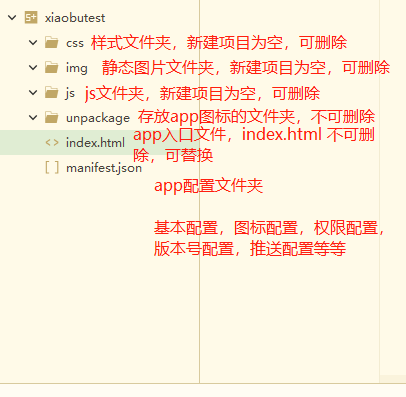 xiaobutest
css 样式文件夹，新建项目为空，可删除
img 静态图片文件夹，新建项目为空，可删除
js js文件夹，新建项目为空，可删除
unpackage 存放app图标的文件夹，不可删除
index.html app入口文件，index.html 不可删
除，可替换
manifest.json
app配置文件夹
基本配置，图标配置，权限配置，
版本号配置，推送配置等等